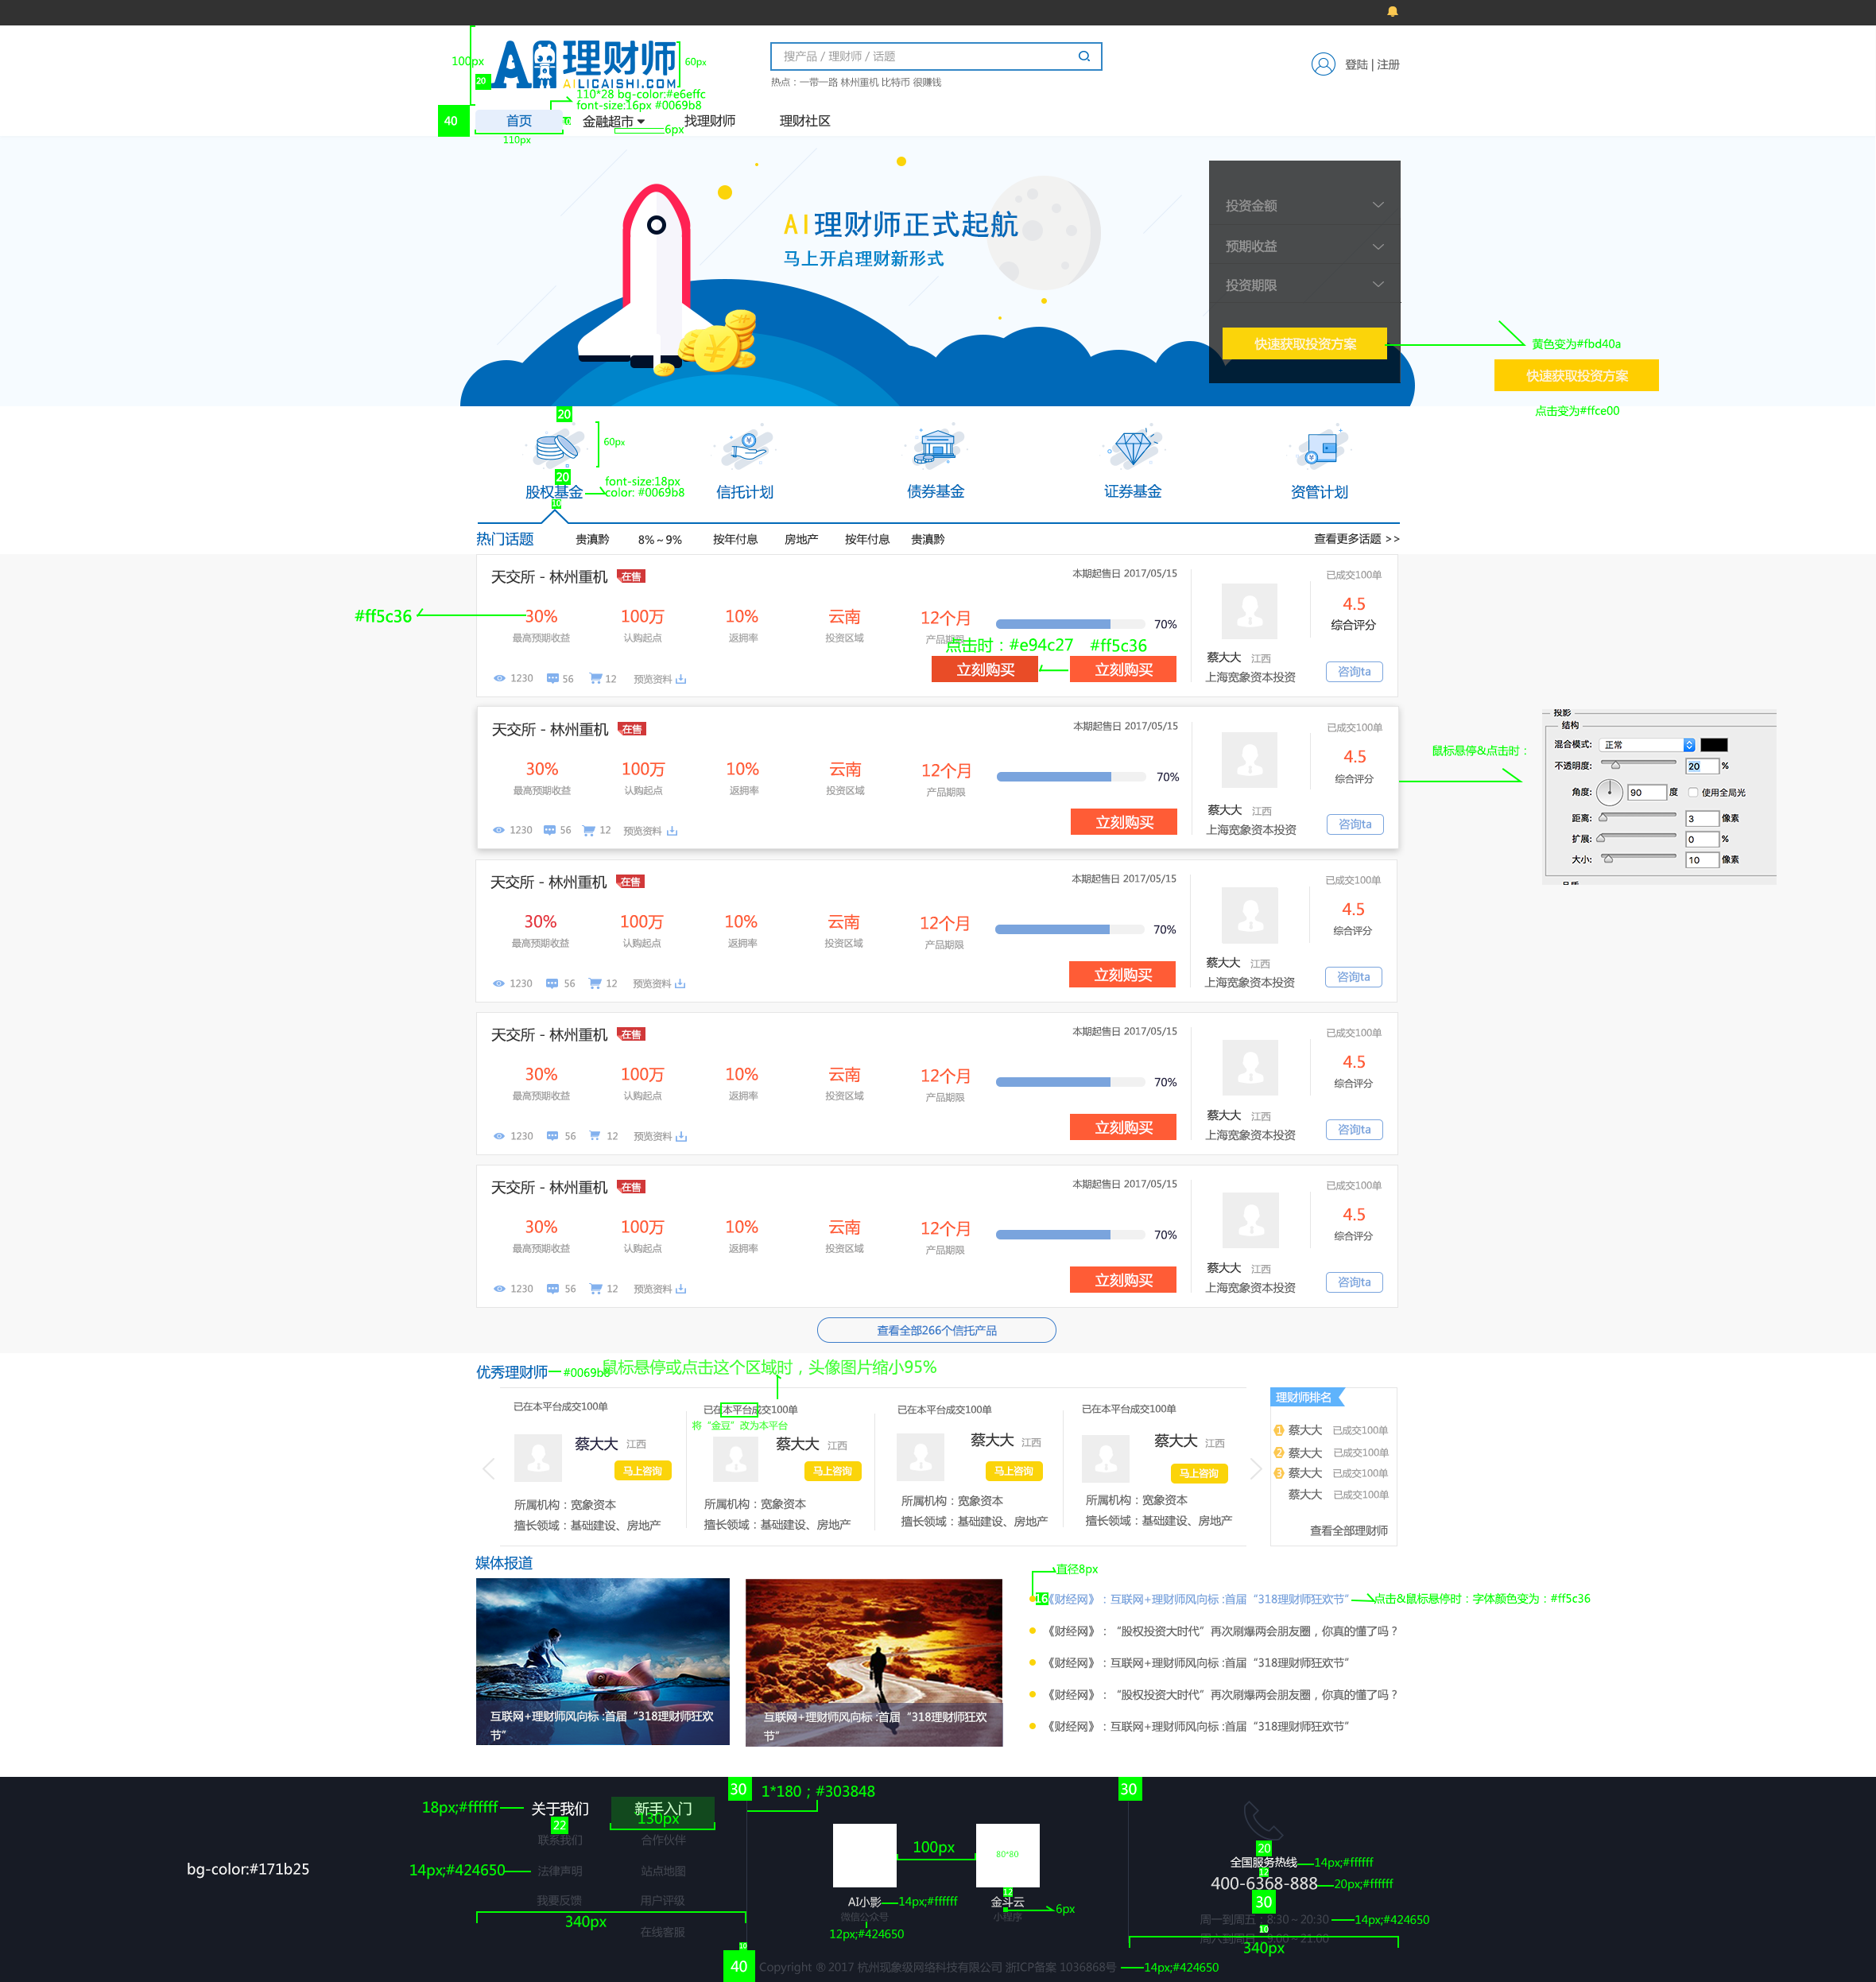 100px
20
AI理财师
AILICAISHI.COM
60px
搜产品 / 理财师 / 话题
热点：一带一路 林州重机 比特币 很赚钱
登陆 | 注册
110*28 bg-color:#e6effc
font-size:16px #0069b8
40
首页
金融超市
6px
找理财师
理财社区
110px
AI理财师正式起航
马上开启理财新形式
投资金额
预期收益
投资期限
快速获取投资方案
黄色变为#fbd40a
快速获取投资方案
点击变为#ffce00
20
60px
20
font-size:18px
color: #0069b8
股权基金
信托计划
债券基金
证券基金
资管计划
10
热门话题
贵滇黔
8%～9%
按年付息
房地产
按年付息
贵滇黔
查看更多话题 >>
天交所 - 林州重机
在售
本期起售日 2017/05/15
已成交100单
#ff5c36
30%
100万
10%
云南
12个月
70%
4.5
最高预期收益
认购起点
返拥率
投资区域
产品期限
综合评分
点击时：#e94c27
#ff5c36
立刻购买
立刻购买
蔡大大 江西
上海宽象资本投资
咨询ta
1230
56
12
预览资料
天交所 - 林州重机
在售
本期起售日 2017/05/15
已成交100单
30%
100万
10%
云南
12个月
70%
4.5
最高预期收益
认购起点
返拥率
投资区域
产品期限
综合评分
立刻购买
蔡大大 江西
上海宽象资本投资
咨询ta
1230
56
12
预览资料
鼠标悬停&点击时：
投影
结构
混合模式: 正常
不透明度: 20 %
角度: 90 度 使用全局光
距离: 3 像素
扩展: 0 %
大小: 10 像素
品质
天交所 - 林州重机
在售
本期起售日 2017/05/15
已成交100单
30%
100万
10%
云南
12个月
70%
4.5
最高预期收益
认购起点
返拥率
投资区域
产品期限
综合评分
立刻购买
蔡大大 江西
上海宽象资本投资
咨询ta
1230
56
12
预览资料
天交所 - 林州重机
在售
本期起售日 2017/05/15
已成交100单
30%
100万
10%
云南
12个月
70%
4.5
最高预期收益
认购起点
返拥率
投资区域
产品期限
综合评分
立刻购买
蔡大大 江西
上海宽象资本投资
咨询ta
1230
56
12
预览资料
天交所 - 林州重机
在售
本期起售日 2017/05/15
已成交100单
30%
100万
10%
云南
12个月
70%
4.5
最高预期收益
认购起点
返拥率
投资区域
产品期限
综合评分
立刻购买
蔡大大 江西
上海宽象资本投资
咨询ta
1230
56
12
预览资料
查看全部266个信托产品
优秀理财师
#0069b8
鼠标悬停或点击这个区域时，头像图片缩小95%
已在本平台成交100单
已在本平台成交100单
已在本平台成交100单
已在本平台成交100单
将“金豆”改为本平台
蔡大大 江西
马上咨询
所属机构：宽象资本
擅长领域：基础建设、房地产
蔡大大 江西
马上咨询
所属机构：宽象资本
擅长领域：基础建设、房地产
蔡大大 江西
马上咨询
所属机构：宽象资本
擅长领域：基础建设、房地产
蔡大大 江西
马上咨询
所属机构：宽象资本
擅长领域：基础建设、房地产
理财师排名
1 蔡大大 已成交100单
2 蔡大大 已成交100单
3 蔡大大 已成交100单
蔡大大 已成交100单
查看全部理财师
媒体报道
互联网+理财师风向标 :首届“318理财师狂欢
节”
互联网+理财师风向标 :首届“318理财师狂欢
节”
直径8px
16
《财经网》：互联网+理财师风向标 :首届“318理财师狂欢节”
点击&鼠标悬停时：字体颜色变为：#ff5c36
《财经网》：“股权投资大时代”再次刷爆两会朋友圈，你真的懂了吗？
《财经网》：互联网+理财师风向标 :首届“318理财师狂欢节”
《财经网》：“股权投资大时代”再次刷爆两会朋友圈，你真的懂了吗？
《财经网》：互联网+理财师风向标 :首届“318理财师狂欢节”
30
1*180；#303848
30
18px;#ffffff
关于我们
新手入门
130px
22
联系我们
合作伙伴
bg-color:#171b25
14px;#424650
法律声明
站点地图
我要反馈
用户评级
340px
在线客服
100px
80*80
AI小影
14px;#ffffff
12
金斗云
微信公众号
小程序
6px
12px;#424650
20
全国服务热线
14px;#ffffff
12
400-6368-888
20px;#ffffff
30
周一到周五：8:30～20:30
14px;#424650
10
周六到周日：9:00～21:00
340px
10
40
Copyright ® 2017 杭州现象级网络科技有限公司 浙ICP备案 1036868号
14px;#424650